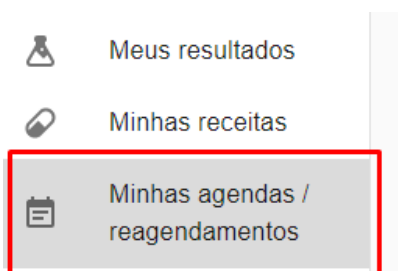 Meus resultados
Minhas receitas
Minhas agendas /
reagendamentos